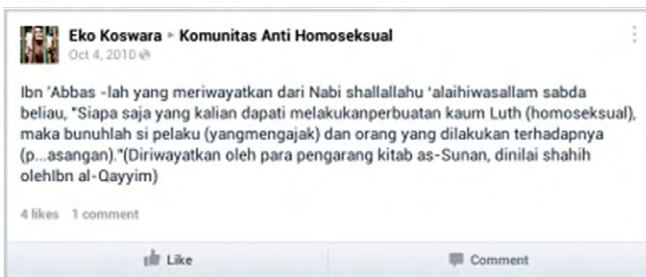 Eko Koswara ▸ Komunitas Anti Homoseksual
Oct 4, 2010
Ibn 'Abbas -lah yang meriwayatkan dari Nabi shallallahu 'alaihiwasallam sabda
beliau, "Siapa saja yang kalian dapati melakukanperbuatan kaum Luth (homoseksual),
maka bunuhlah si pelaku (yangmengajak) dan orang yang dilakukan terhadapnya
(p...asangan)."(Diriwayatkan oleh para pengarang kitab as-Sunan, dinilai shahih
olehIbn al-Qayyim)
4 likes 1 comment
Like Comment